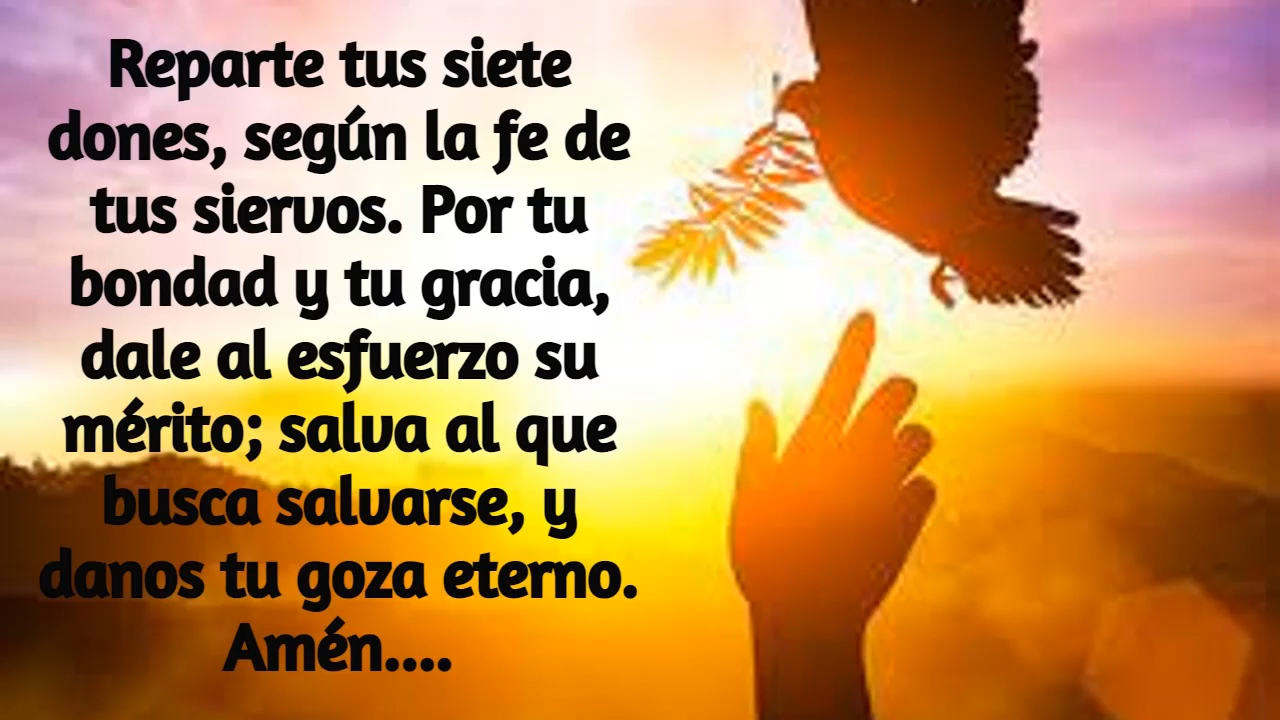 Reparte tus siete
dones, según la fe de
tus siervos. Por tu
bondad y tu gracia,
dale al esfuerzo su
mérito; salva al que
busca salvarse, y
danos tu goza eterno.
Amén....